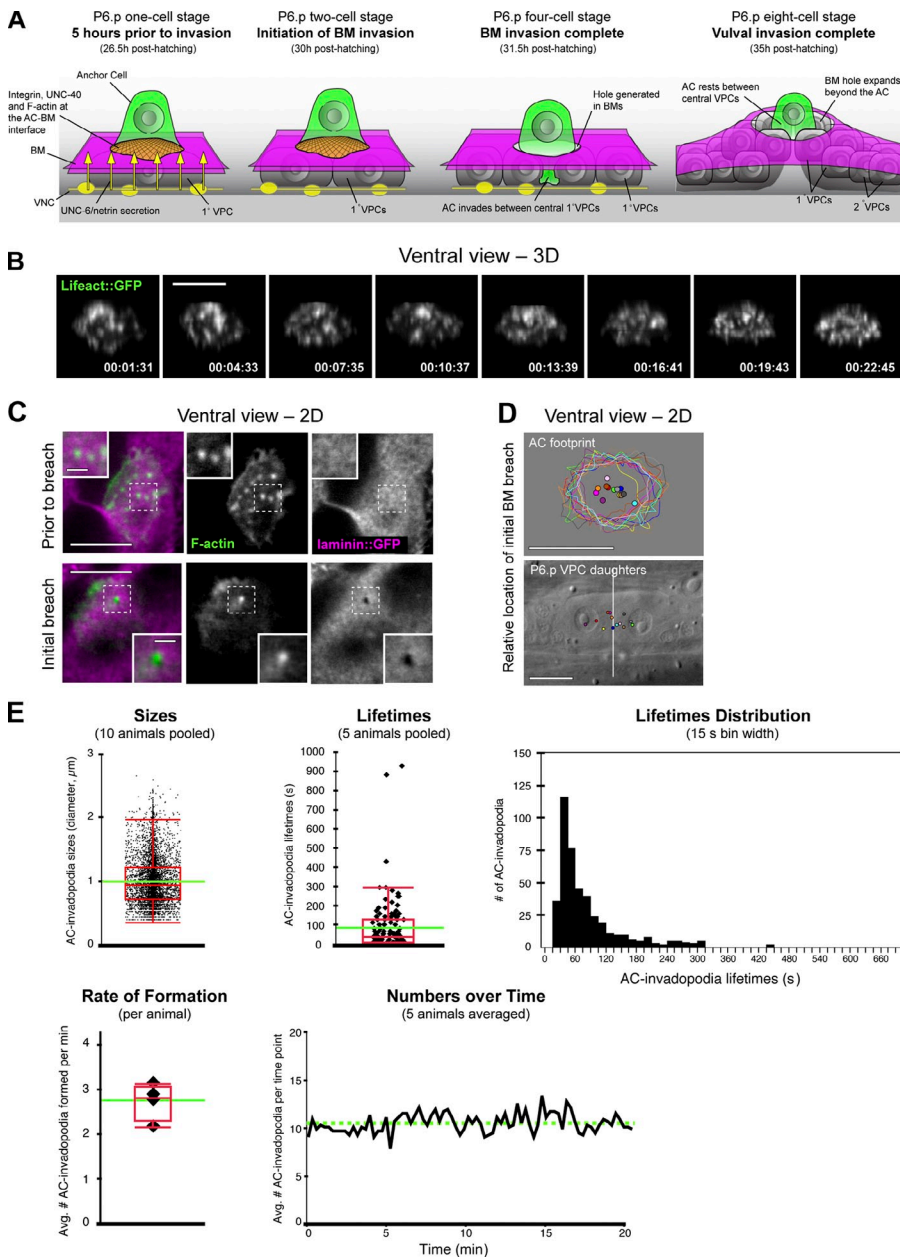 A
P6.p one-cell stage
5 hours prior to invasion
(26.5h post-hatching)
P6.p two-cell stage
Initiation of BM invasion
(30h post-hatching)
P6.p four-cell stage
BM invasion complete
(31.5h post-hatching)
P6.p eight-cell stage
Vulval invasion complete
(35h post-hatching)
Anchor Cell
Integrin, UNC-40
and F-actin at
the AC-BM
interface
BM
VNC
UNC-6/netrin secretion
1˚VPC
1˚VPCs
Hole generated
in BMs
AC invades between central 1˚VPCs
1˚VPCs
AC rests between
central VPCs
BM hole expands
beyond the AC
1˚VPCs
2˚VPCs
B
Ventral view – 3D
Lifeact::GFP
00:01:31
00:04:33
00:07:35
00:10:37
00:13:39
00:16:41
00:19:43
00:22:45
C
Ventral view – 2D
Prior to breach
F-actin
laminin::GFP
Initial breach
D
Ventral view – 2D
Relative location of initial BM breach
AC footprint
P6.p VPC daughters
E
Sizes
(10 animals pooled)
AC-invadopodia sizes (diameter, µm)
3
2
1
0
Lifetimes
(5 animals pooled)
AC-invadopodia lifetimes (s)
1000
900
800
700
600
500
400
300
200
100
0
Lifetimes Distribution
(15 s bin width)
# of AC-invadopodia
150
125
100
75
50
25
0
0 60 120 180 240 300 360 420 480 540 600 660
AC-invadopodia lifetimes (s)
Rate of Formation
(per animal)
Avg. # AC-invadopodia formed per min
4
3
2
1
0
Numbers over Time
(5 animals averaged)
Avg. # AC-invadopodia per time point
20
15
10
5
0
0 5 10 15 20
Time (min)